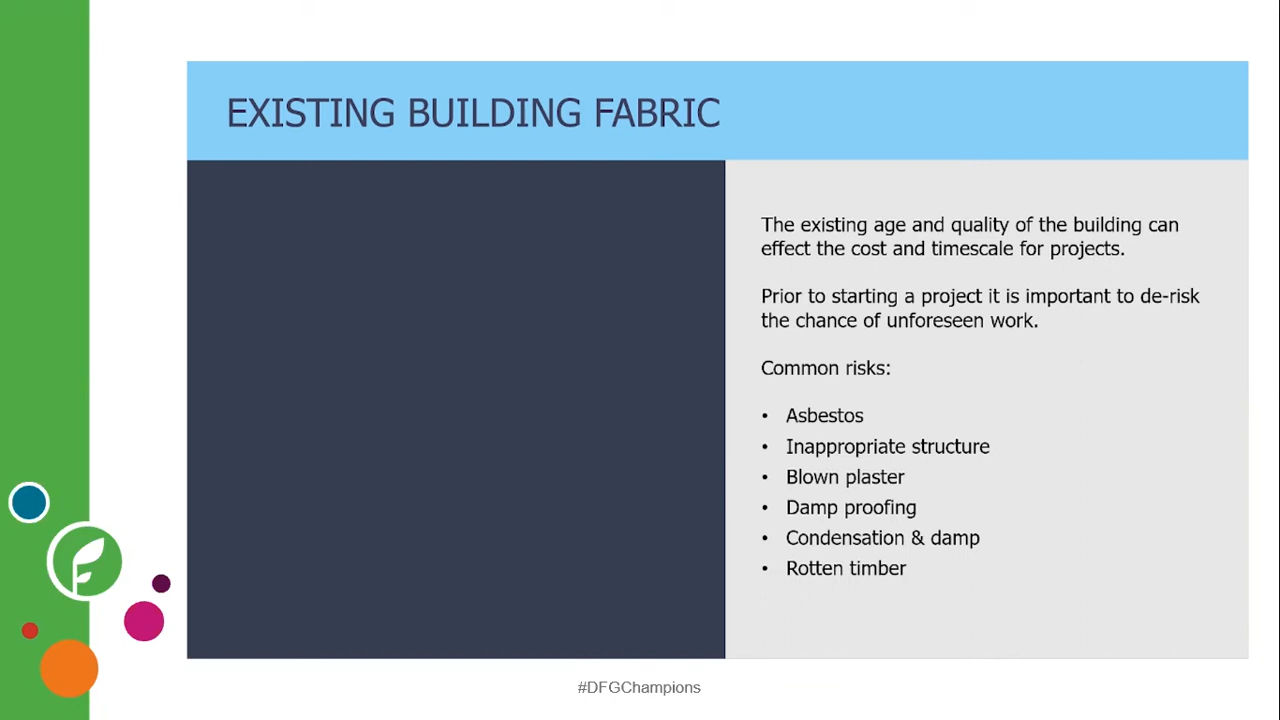 EXISTING BUILDING FABRIC
The existing age and quality of the building can
effect the cost and timescale for projects.
Prior to starting a project it is important to de-risk
the chance of unforeseen work.
Common risks:
• Asbestos
• Inappropriate structure
• Blown plaster
• Damp proofing
• Condensation & damp
• Rotten timber
#DFGChampions